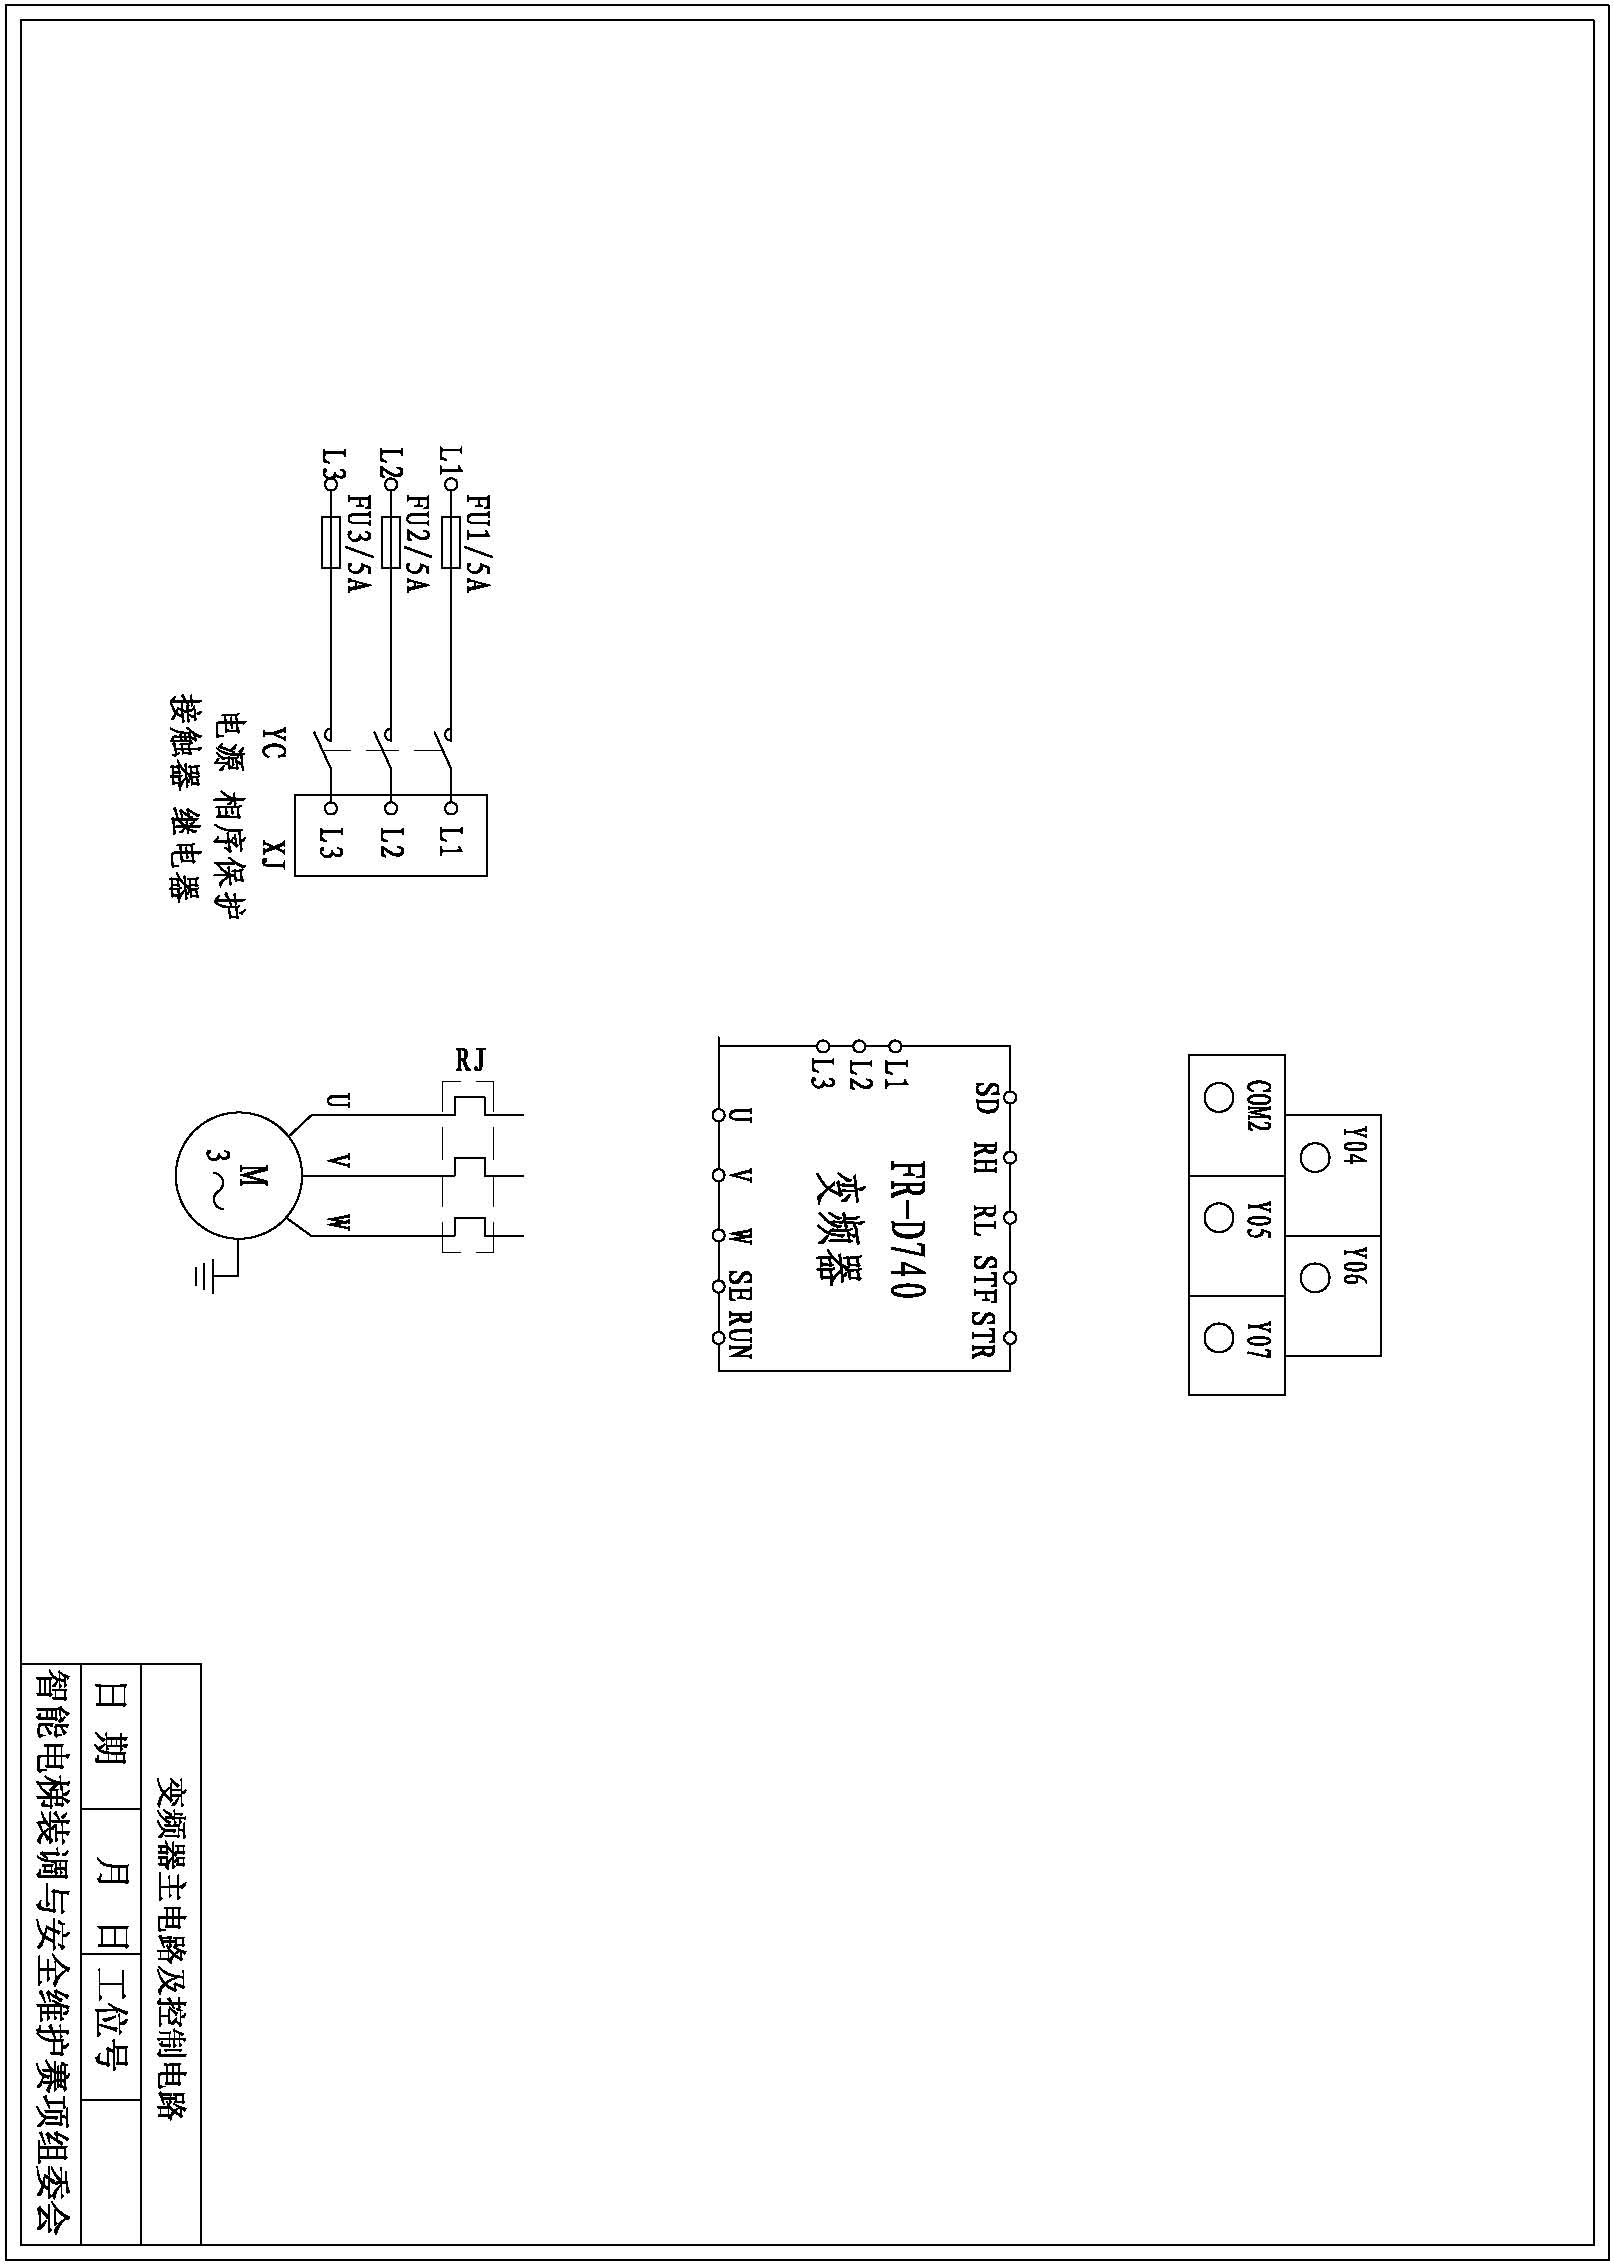 Y04 Y06
COM2 Y05 Y07
SD RH RL STF STR
L1
L2
L3
FR-D740
变频器
U V W SE RUN
FU1/5A
L1
FU2/5A
L2
FU3/5A
L3
L1
L2
L3
YC XJ
电源 相序保护
接触器 继电器
RJ
U V W
M
3
变频器主电路及控制电路
日 期 月 日 工位号
智能电梯装调与安全维护赛项组委会